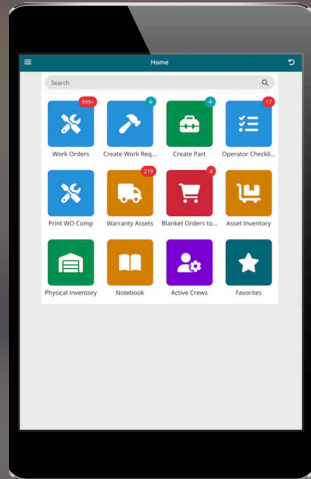 Home
Search
999+
+
+
17
Work Orders
Create Work Req...
Create Part
Operator Checkli...
219
4
Print WO Comp
Warranty Assets
Blanket Orders to...
Asset Inventory
Physical Inventory
Notebook
Active Crews
Favorites